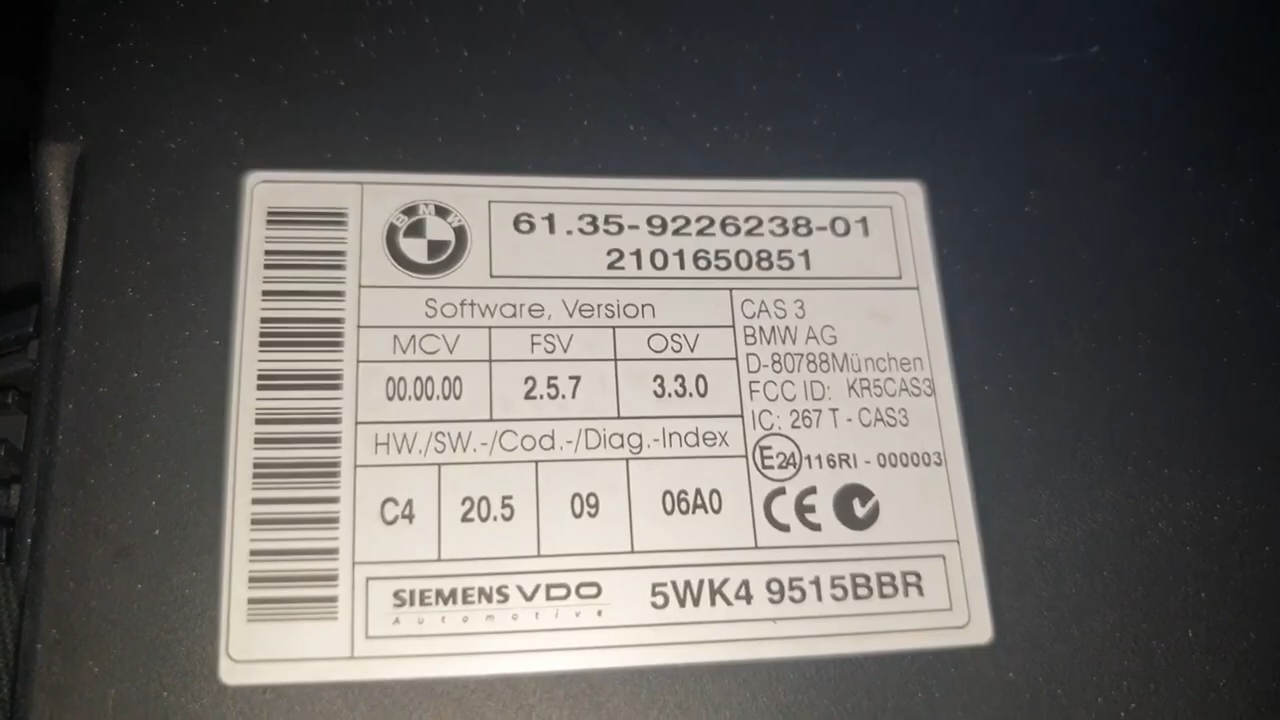 BMW
61.35-9226238-01
2101650851
Software, Version
MCV FSV OSV
00.00.00 2.5.7 3.3.0
HW./SW.-/Cod.-/Diag.-Index
C4 20.5 09 06A0
CAS 3
BMW AG
D-80788München
FCC ID: KR5CAS3
IC: 267 T - CAS3
E24 116RI - 000003
CE
SIEMENS VDO
Automotive
5WK4 9515BBR